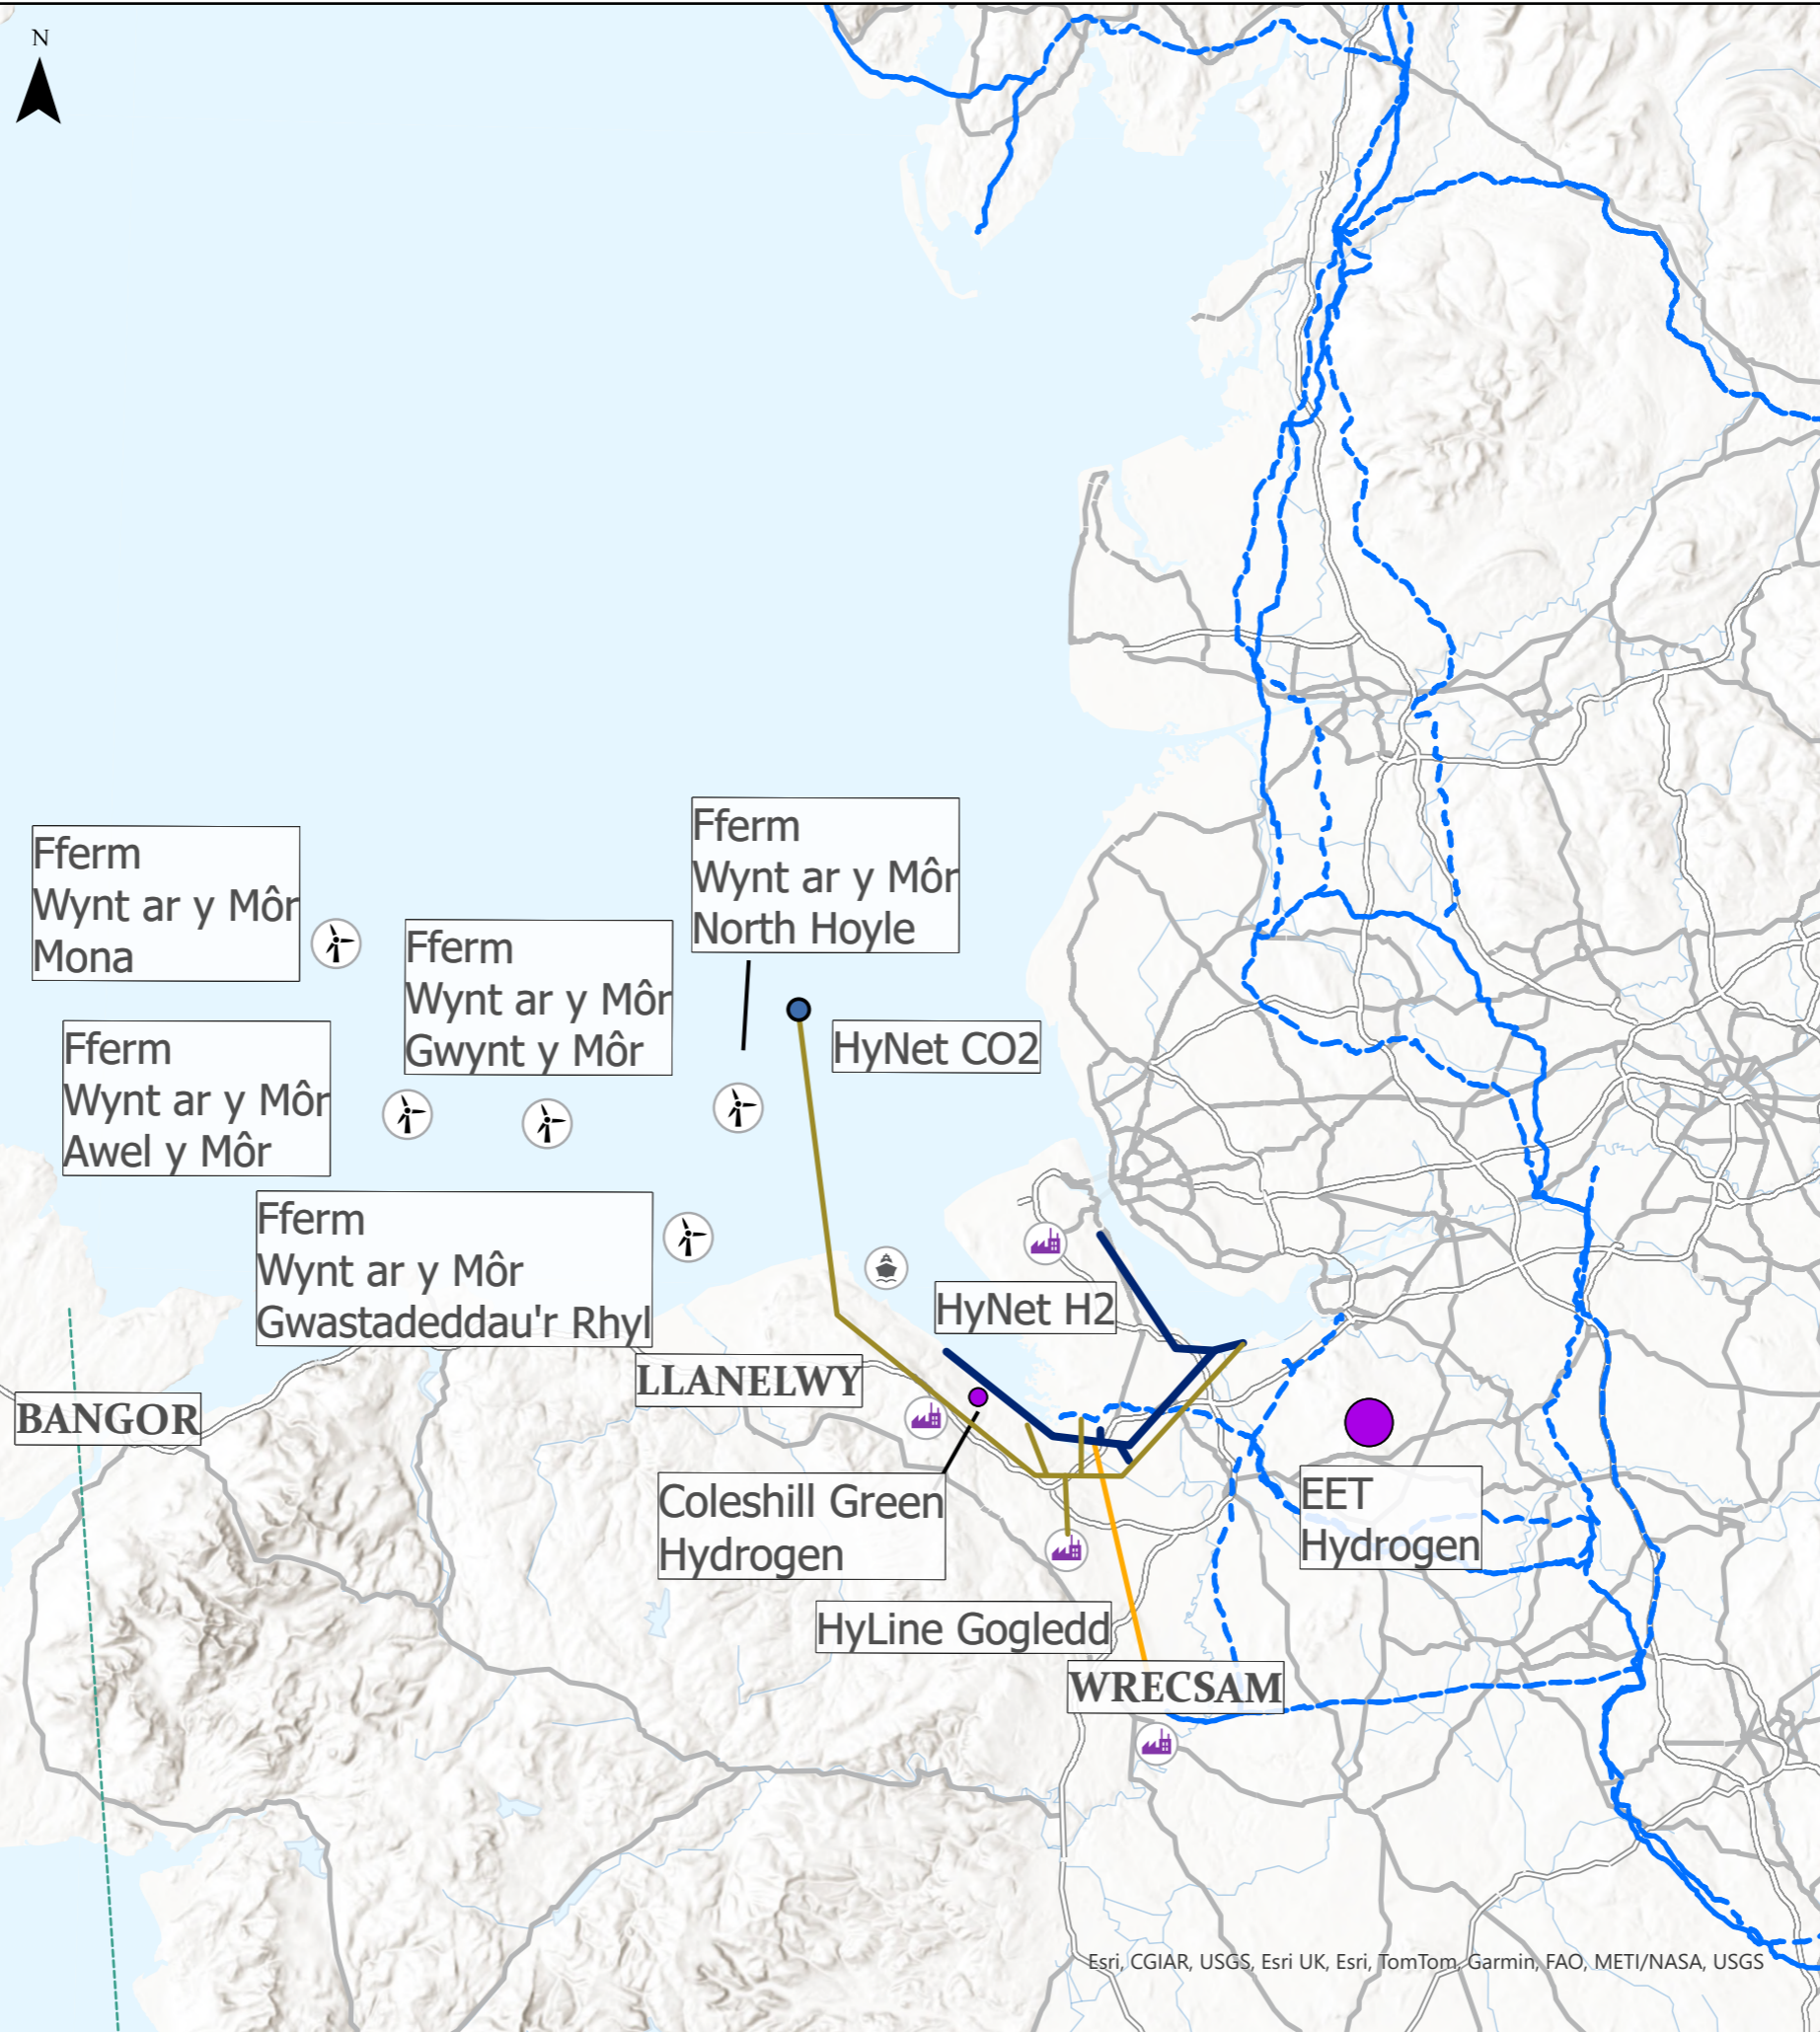 N
Fferm
Wynt ar y Môr
North Hoyle
Fferm
Wynt ar y Môr
Mona
Fferm
Wynt ar y Môr
Gwynt y Môr
HyNet CO2
Fferm
Wynt ar y Môr
Awel y Môr
Fferm
Wynt ar y Môr
Gwastadeddau'r Rhyl
HyNet H2
LLANELWY
BANGOR
Coleshill Green
Hydrogen
EET
Hydrogen
HyLine Gogledd
WRECSAM
Esri, CGIAR, USGS, Esri UK, Esri, TomTom, Garmin, FAO, METI/NASA, USGS